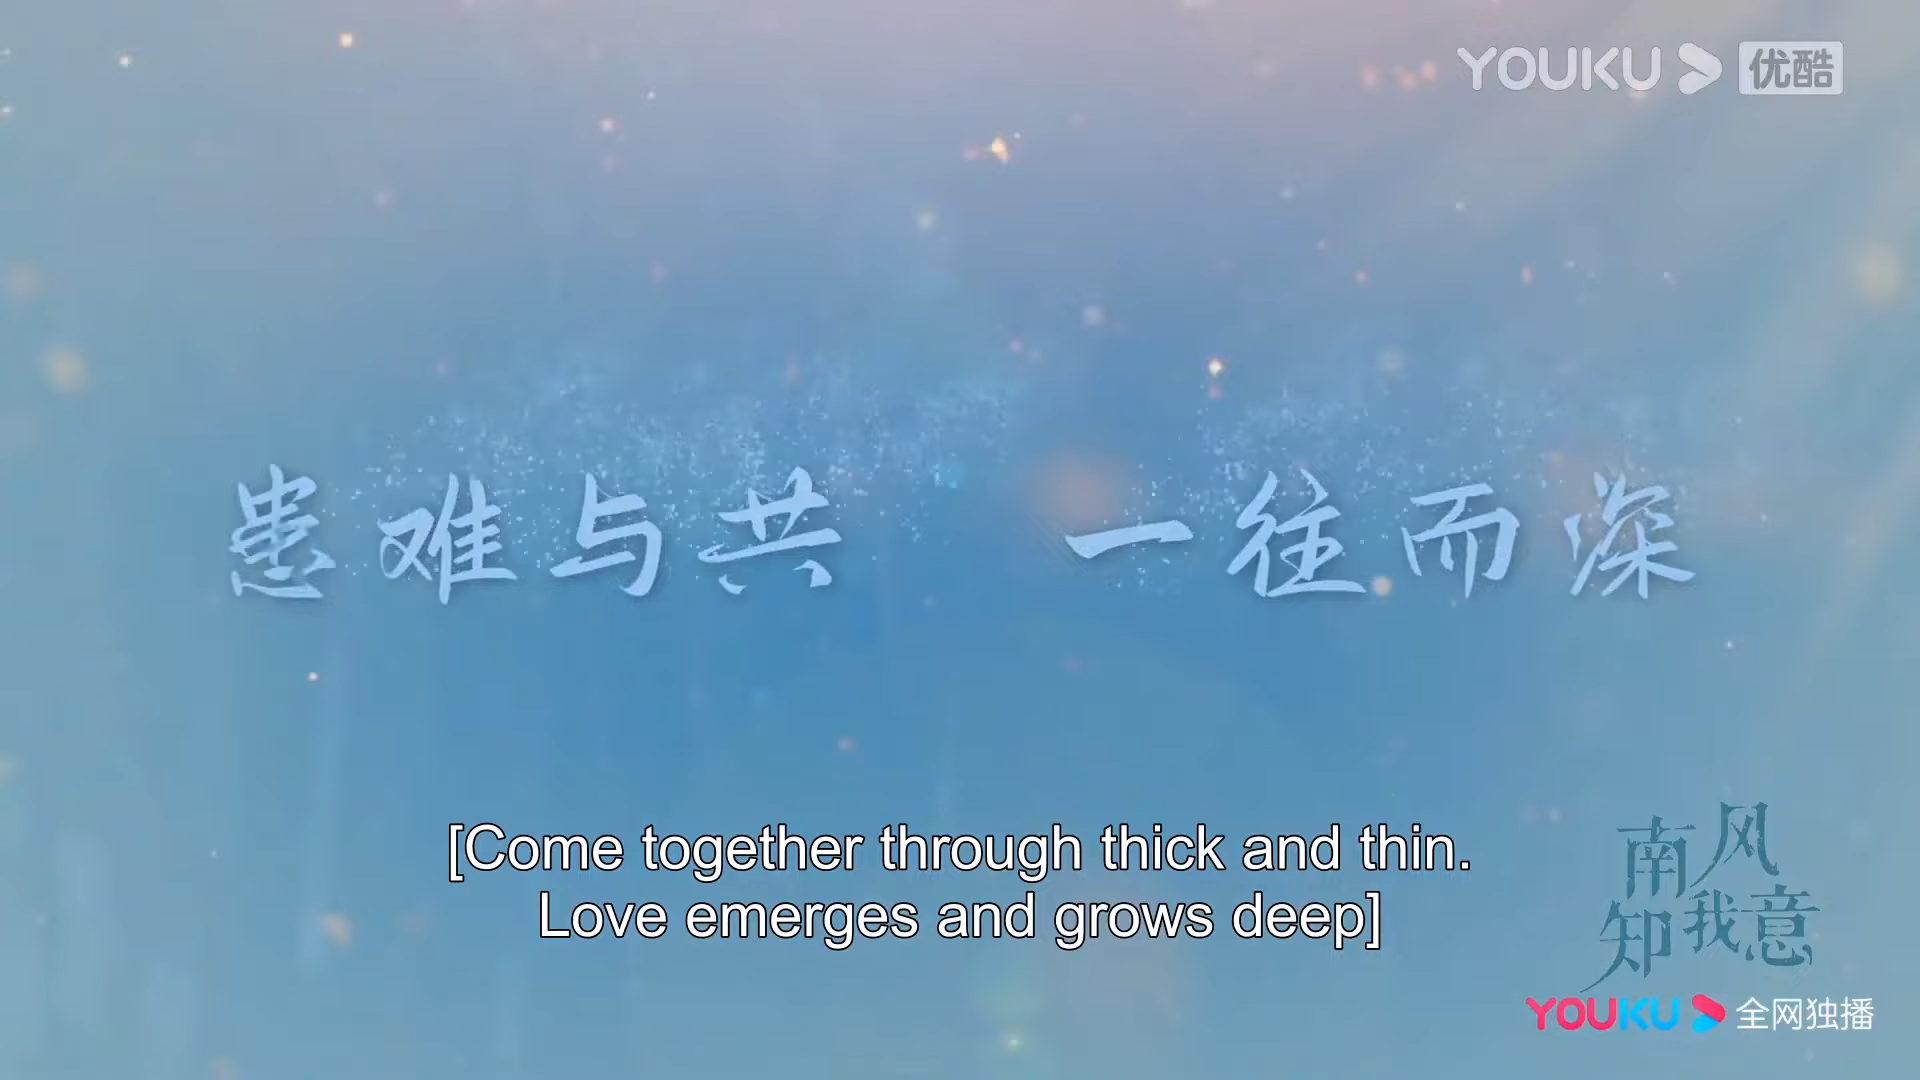 YOUKU 优酷
患难与共 一往而深
[Come together through thick and thin.
Love emerges and grows deep]
南风
知我意
YOUKU 全网独播